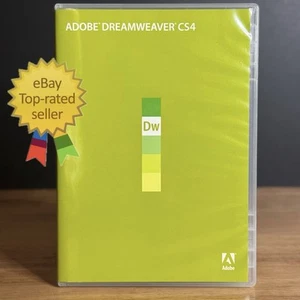 ADOBE® DREAMWEAVER® CS4
eBay
Top-rated
seller
Dw
Adobe